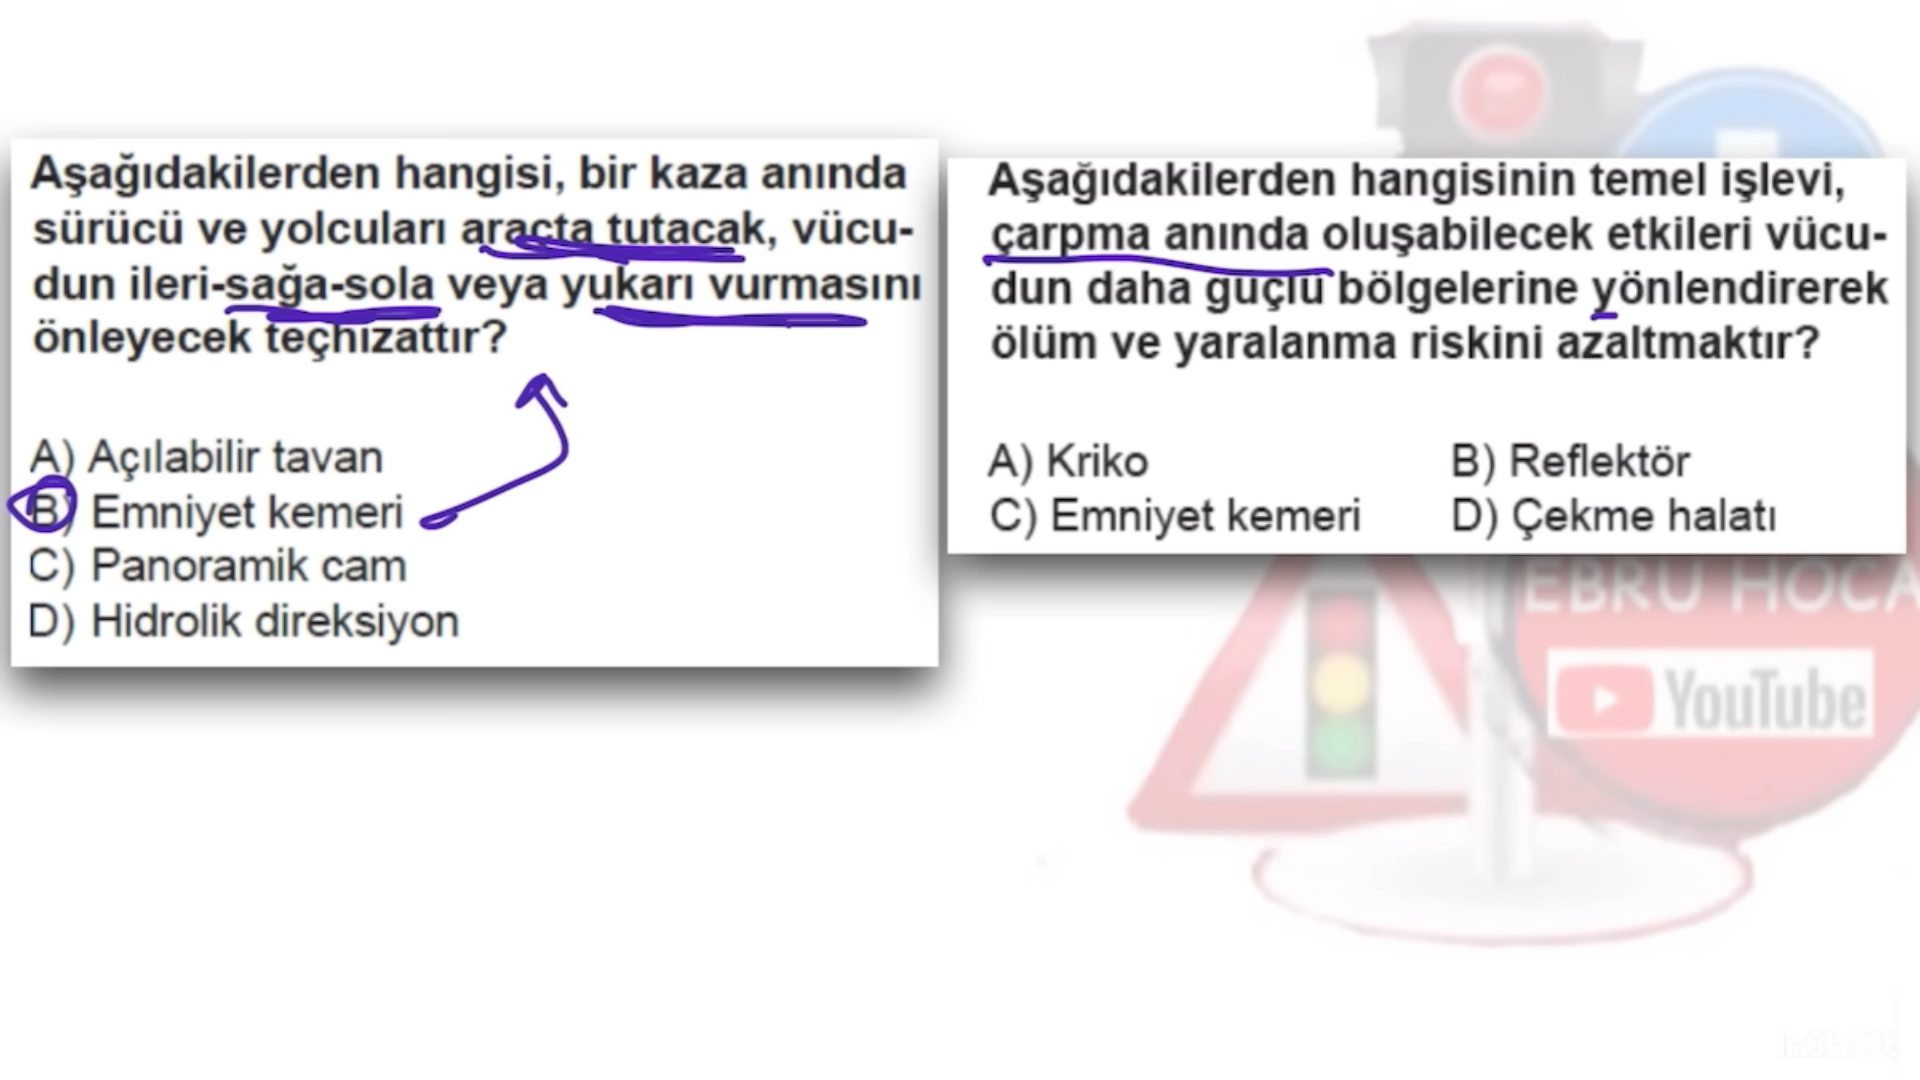 Aşağıdakilerden hangisi, bir kaza anında
sürücü ve yolcuları araçta tutacak, vücu-
dun ileri-sağa-sola veya yukarı vurmasını
önleyecek teçhizattır?
A) Açılabilir tavan
B) Emniyet kemeri
C) Panoramik cam
D) Hidrolik direksiyon
Aşağıdakilerden hangisinin temel işlevi,
çarpma anında oluşabilecek etkileri vücu-
dun daha güçlü bölgelerine yönlendirerek
ölüm ve yaralanma riskini azaltmaktır?
A) Kriko B) Reflektör
C) Emniyet kemeri D) Çekme halatı
EBRU HOCA
YouTube
InShOt